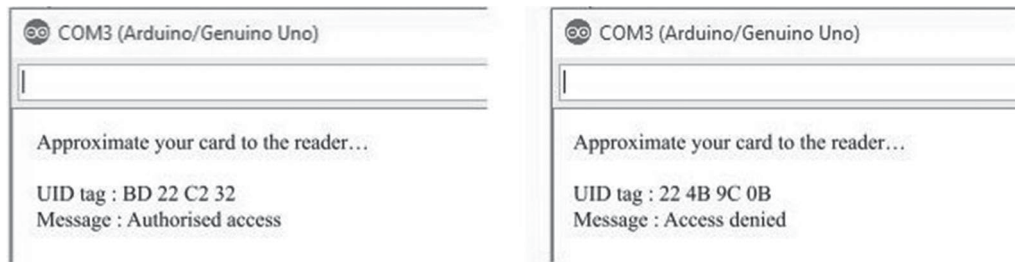 COM3 (Arduino/Genuino Uno)
Approximate your card to the reader…
UID tag : BD 22 C2 32
Message : Authorised access
COM3 (Arduino/Genuino Uno)
Approximate your card to the reader…
UID tag : 22 4B 9C 0B
Message : Access denied